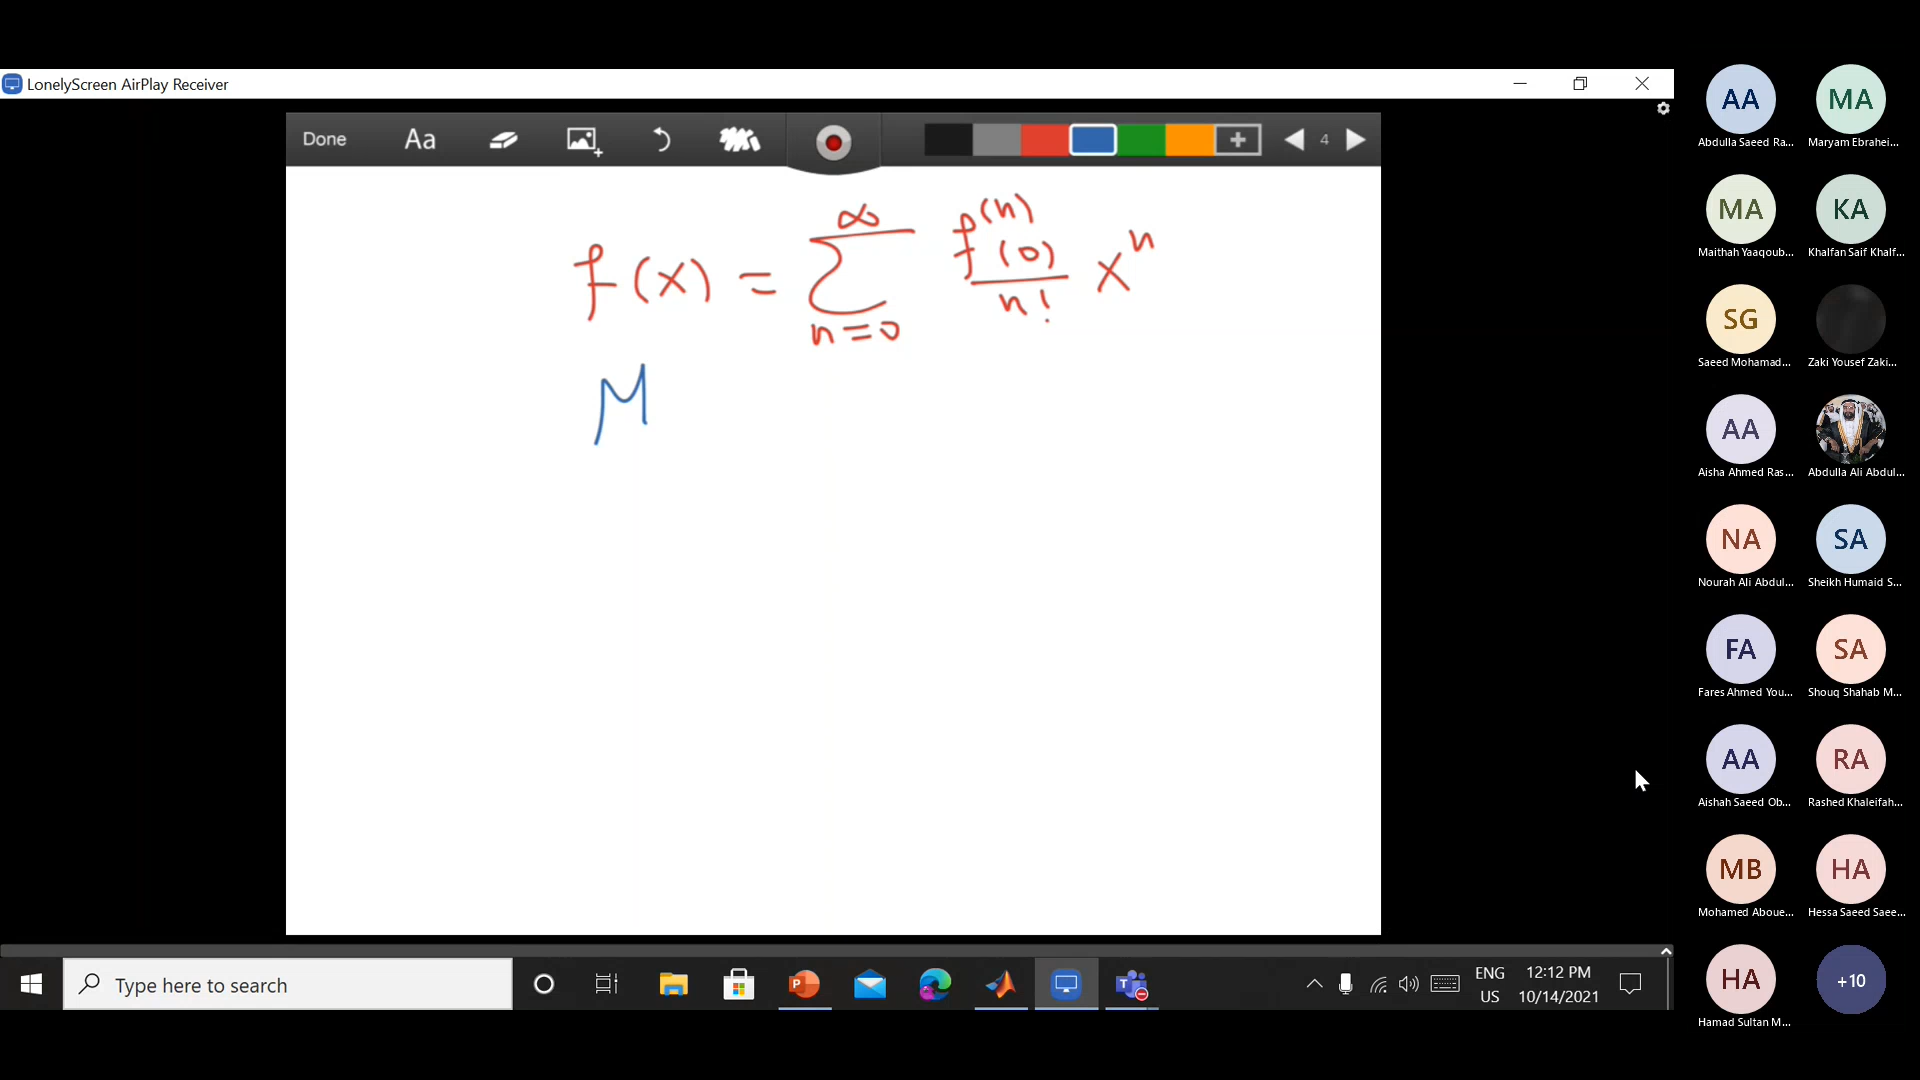 LonelyScreen AirPlay Receiver
Done Aa 4
f(x) = ∑_{n=0}^{∞} f^{(n)}(0)/n! x^n
M
AA MA
Abdulla Saeed Ra... Maryam Ebrahei...
MA KA
Maithah Yaaqoub... Khalfan Saif Khalf...
SG
Saeed Mohamad... Zaki Yousef Zaki...
AA
Aisha Ahmed Ras... Abdulla Ali Abdul...
NA SA
Nourah Ali Abdul... Sheikh Humaid S...
FA SA
Fares Ahmed You... Shouq Shahab M...
AA RA
Aishah Saeed Ob... Rashed Khaleifah...
MB HA
Mohamed Aboue... Hessa Saeed Saee...
HA +10
Hamad Sultan M...
Type here to search
ENG 12:12 PM
US 10/14/2021